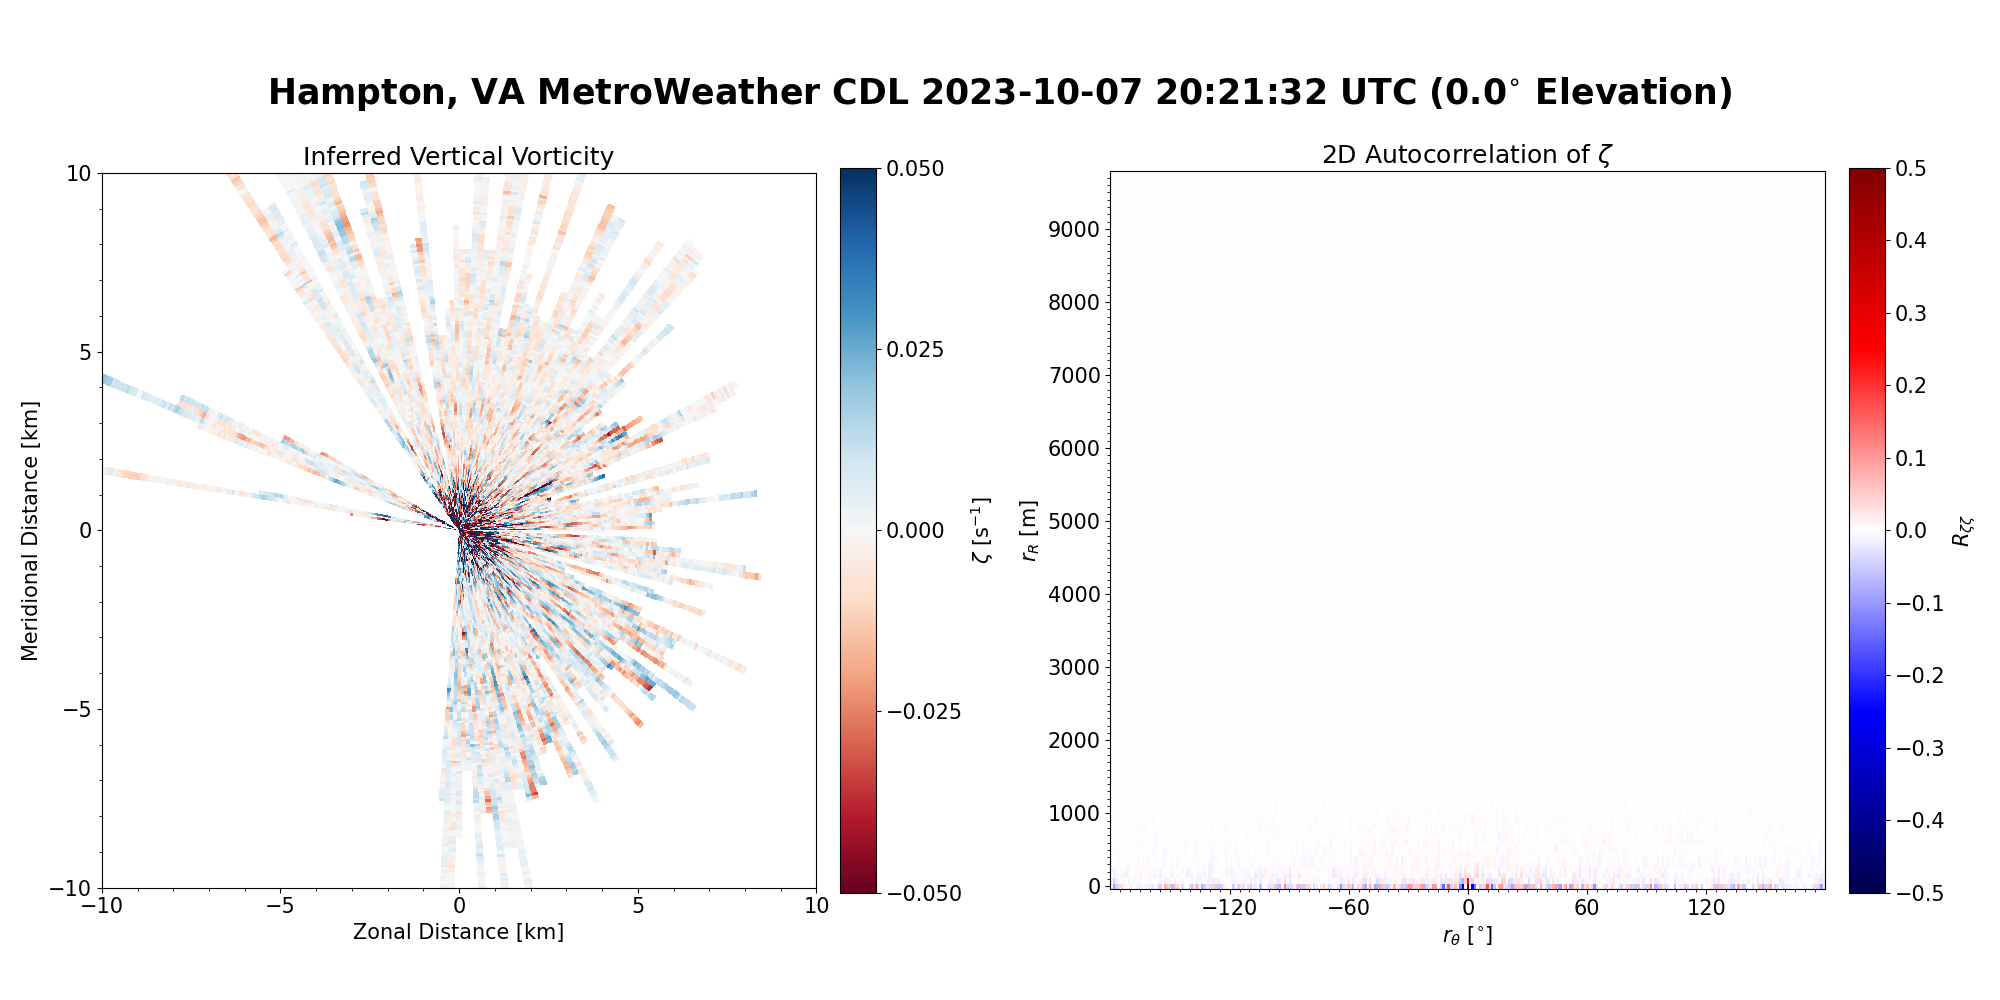 Hampton, VA MetroWeather CDL 2023-10-07 20:21:32 UTC (0.0° Elevation)
Inferred Vertical Vorticity
10
5
0
−5
−10
Meridional Distance [km]
−10 −5 0 5 10
Zonal Distance [km]
0.050
0.025
0.000
−0.025
−0.050
ζ [s⁻¹]
2D Autocorrelation of ζ
9000
8000
7000
6000
5000
4000
3000
2000
1000
0
r_R [m]
−120 −60 0 60 120
r_θ [°]
0.5
0.4
0.3
0.2
0.1
0.0
−0.1
−0.2
−0.3
−0.4
−0.5
R_ζζ